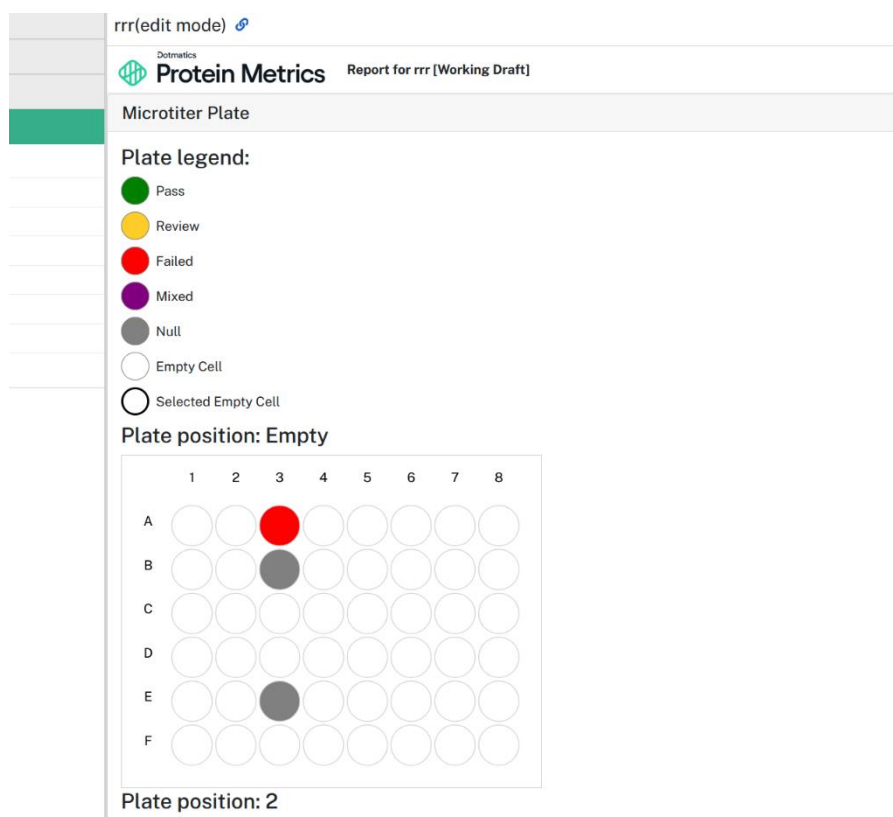 rrr(edit mode)
Dotmatics
Protein Metrics
Report for rrr [Working Draft]
Microtiter Plate
Plate legend:
Pass
Review
Failed
Mixed
Null
Empty Cell
Selected Empty Cell
Plate position: Empty
1 2 3 4 5 6 7 8
A
B
C
D
E
F
Plate position: 2